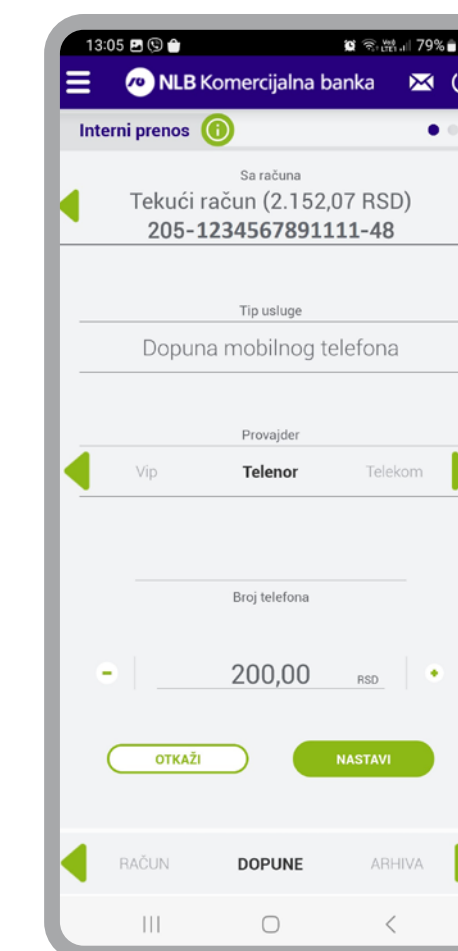 13:05 79%
NLB Komercijalna banka
Interni prenos
Sa računa
Tekući račun (2.152,07 RSD)
205-1234567891111-48
Tip usluge
Dopuna mobilnog telefona
Provajder
Vip Telenor Telekom
Broj telefona
- 200,00 RSD +
OTKAŽI NASTAVI
RAČUN DOPUNE ARHIVA